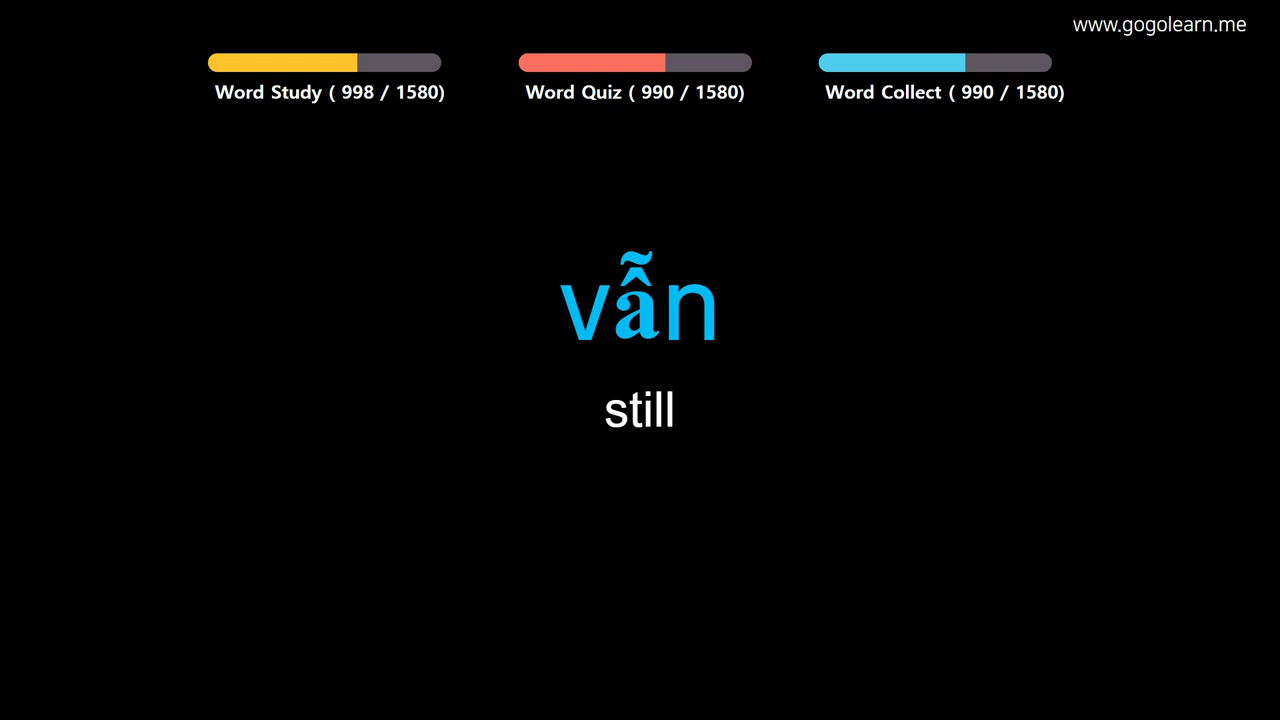 www.gogolearn.me
Word Study ( 998 / 1580)
Word Quiz ( 990 / 1580)
Word Collect ( 990 / 1580)
vẫn
still